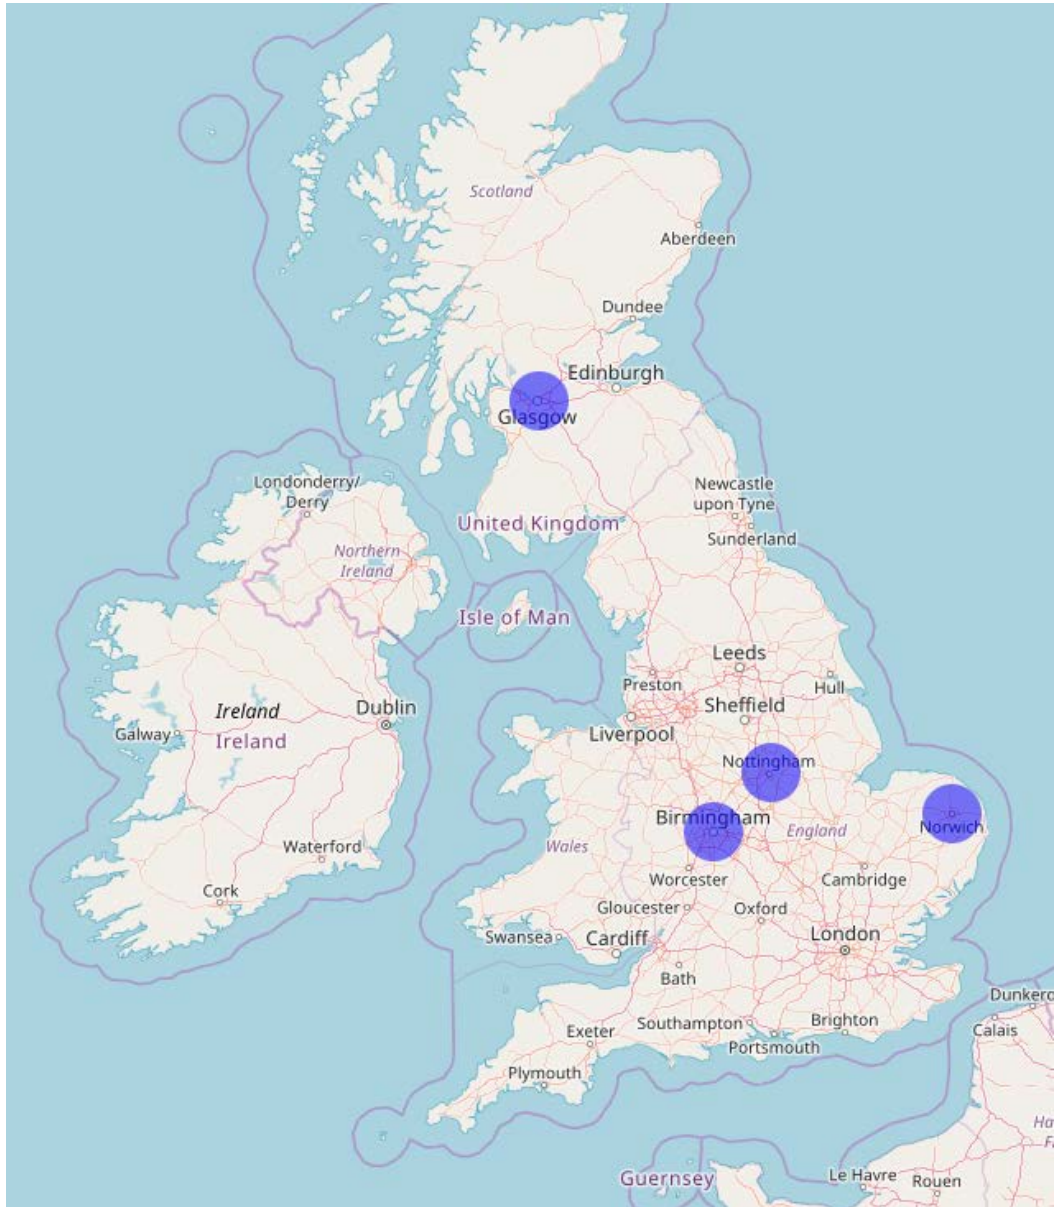 Scotland
Aberdeen
Dundee
Edinburgh
Glasgow
Londonderry/
Derry
Newcastle
upon Tyne
United Kingdom
Sunderland
Northern
Ireland
Isle of Man
Leeds
Preston
Hull
Sheffield
Dublin
Ireland
Galway
Ireland
Liverpool
Nottingham
Birmingham
Norwich
England
Wales
Waterford
Worcester
Cambridge
Cork
Gloucester
Oxford
Swansea
Cardiff
London
Bath
Dunkerq
Southampton
Brighton
Calais
Exeter
Portsmouth
Plymouth
Ha
F
Guernsey
Le Havre
Rouen